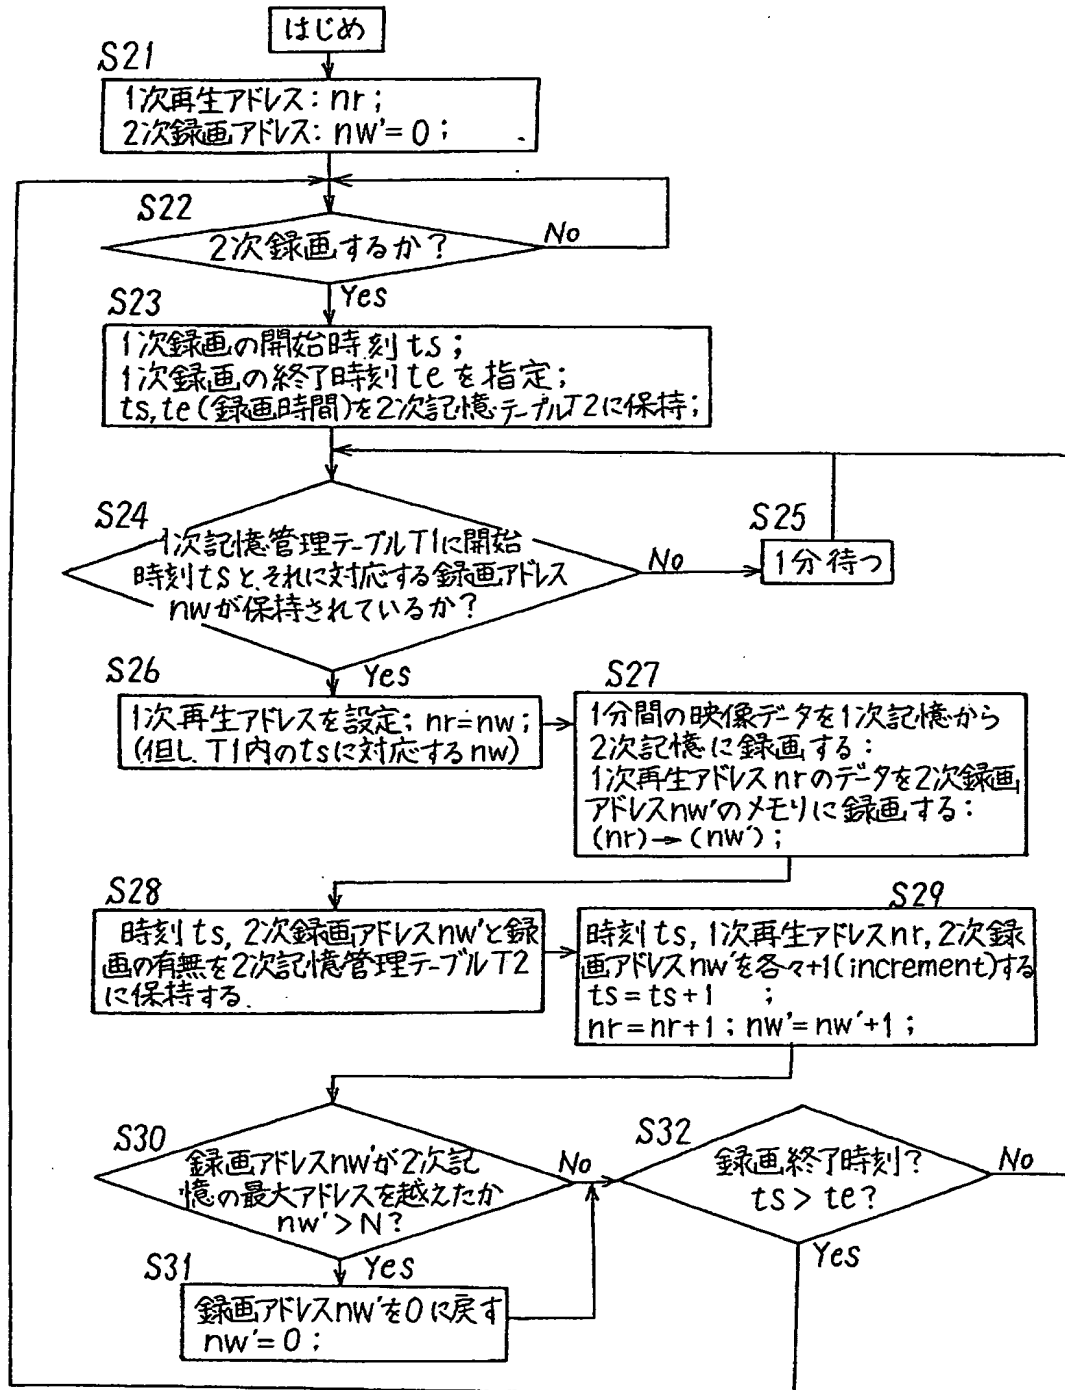 はじめ
S21
1次再生アドレス: nr;
2次録画アドレス: nw'=0;
S22
2次録画するか?
No
Yes
S23
1次録画の開始時刻ts;
1次録画の終了時刻teを指定;
ts,te(録画時間)を2次記憶テーブルT2に保持;
S24
1次記憶管理テーブルT1に開始
時刻tsと、それに対応する録画アドレス
nwが保持されているか?
No
S25
1分待つ
Yes
S26
1次再生アドレスを設定; nr=nw;
(但し、T1内のtsに対応するnw)
S27
1分間の映像データを1次記憶から
2次記憶に録画する:
1次再生アドレスnrのデータを2次録画
アドレスnw'のメモリに録画する:
(nr)→(nw');
S28
時刻ts, 2次録画アドレスnw'と録
画の有無を2次記憶管理テーブルT2
に保持する.
S29
時刻ts, 1次再生アドレスnr, 2次録
画アドレスnw'を各々+1(increment)する
ts=ts+1 ;
nr=nr+1; nw'=nw'+1;
S30
録画アドレスnw'が2次記
憶の最大アドレスを越えたか
nw'>N?
No
Yes
S31
録画アドレスnw'を0に戻す
nw'=0;
S32
録画終了時刻?
ts>te?
No
Yes